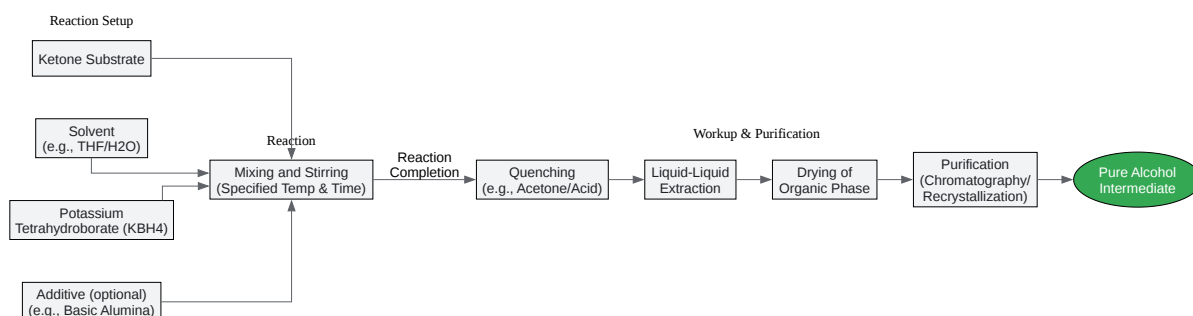 Reaction Setup
Ketone Substrate
Solvent
(e.g., THF/H2O)
Potassium
Tetrahydroborate (KBH4)
Additive (optional)
(e.g., Basic Alumina)
Reaction
Mixing and Stirring
(Specified Temp & Time)
Reaction
Completion
Workup & Purification
Quenching
(e.g., Acetone/Acid)
Liquid-Liquid
Extraction
Drying of
Organic Phase
Purification
(Chromatography/
Recrystallization)
Pure Alcohol
Intermediate